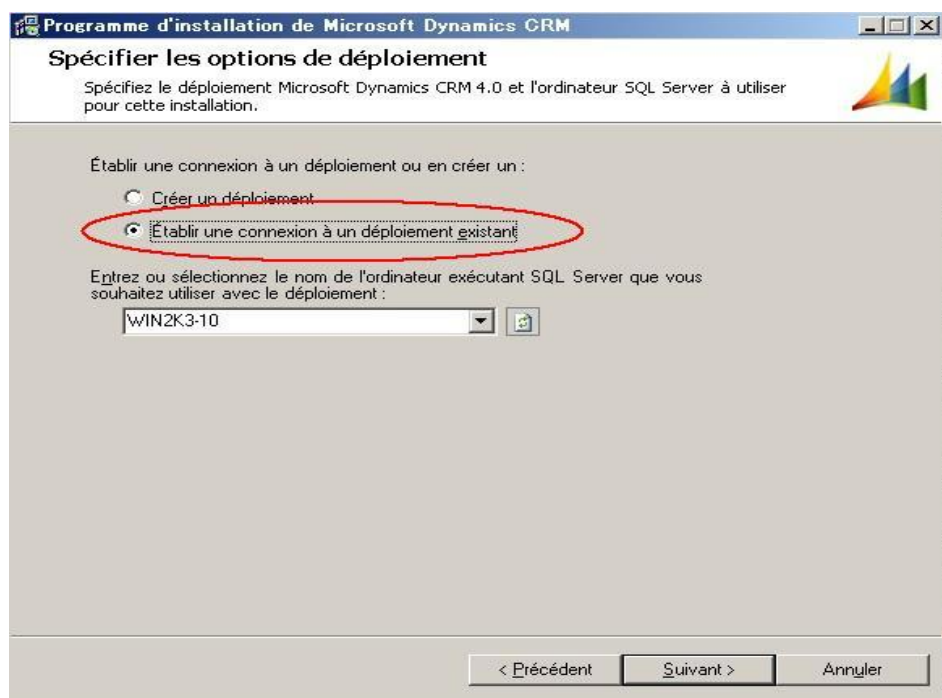 Programme d'installation de Microsoft Dynamics CRM
Spécifier les options de déploiement
Spécifiez le déploiement Microsoft Dynamics CRM 4.0 et l'ordinateur SQL Server à utiliser
pour cette installation.
Établir une connexion à un déploiement ou en créer un :
Créer un déploiement
Établir une connexion à un déploiement existant
Entrez ou sélectionnez le nom de l'ordinateur exécutant SQL Server que vous
souhaitez utiliser avec le déploiement :
WIN2K3-10
< Précédent
Suivant >
Annuler